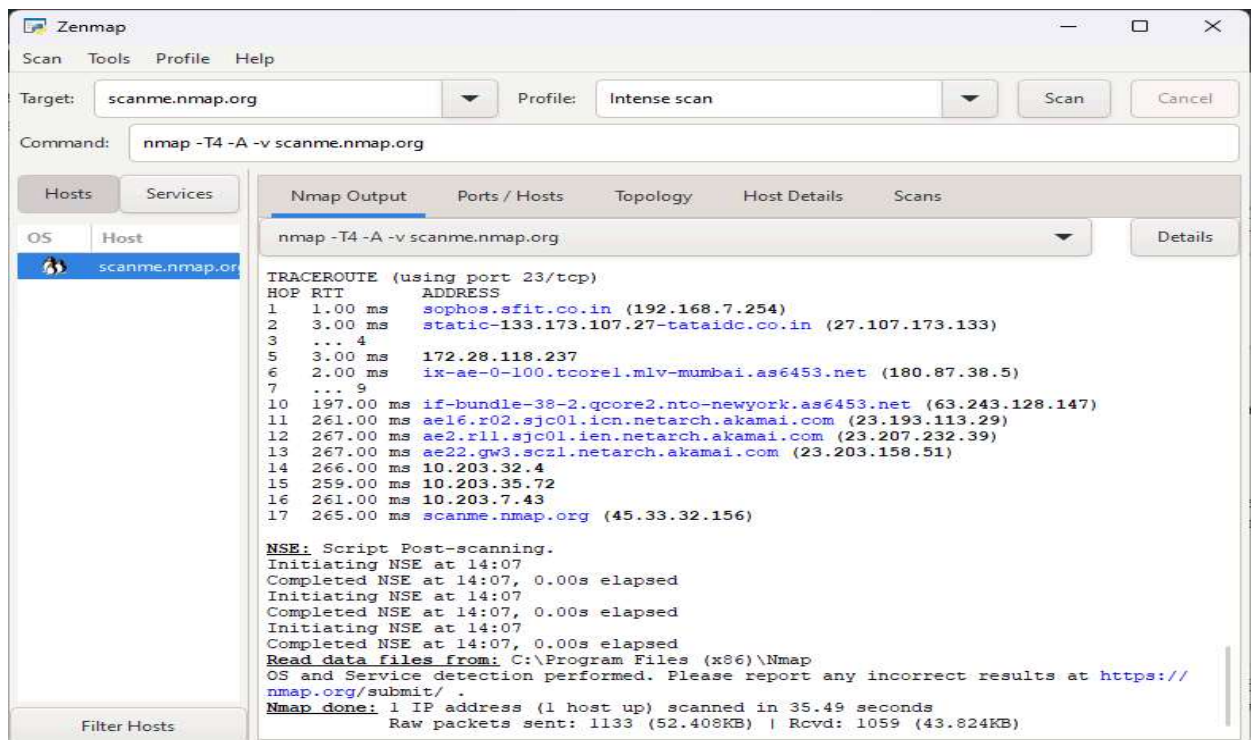 Zenmap
Scan Tools Profile Help
Target: scanme.nmap.org Profile: Intense scan Scan Cancel
Command: nmap -T4 -A -v scanme.nmap.org
Hosts Services Nmap Output Ports / Hosts Topology Host Details Scans
OS Host nmap -T4 -A -v scanme.nmap.org Details
scanme.nmap.or
TRACEROUTE (using port 23/tcp)
HOP RTT ADDRESS
1 1.00 ms sophos.sfit.co.in (192.168.7.254)
2 3.00 ms static-133.173.107.27-tataidc.co.in (27.107.173.133)
3 ... 4
5 3.00 ms 172.28.118.237
6 2.00 ms ix-ae-0-100.tcore1.mlv-mumbai.as6453.net (180.87.38.5)
7 ... 9
10 197.00 ms if-bundle-38-2.qcore2.nto-newyork.as6453.net (63.243.128.147)
11 261.00 ms ae16.r02.sjc01.icn.netarch.akamai.com (23.193.113.29)
12 267.00 ms ae2.r11.sjc01.ien.netarch.akamai.com (23.207.232.39)
13 267.00 ms ae22.gw3.scz1.netarch.akamai.com (23.203.158.51)
14 266.00 ms 10.203.32.4
15 259.00 ms 10.203.35.72
16 261.00 ms 10.203.7.43
17 265.00 ms scanme.nmap.org (45.33.32.156)
NSE: Script Post-scanning.
Initiating NSE at 14:07
Completed NSE at 14:07, 0.00s elapsed
Initiating NSE at 14:07
Completed NSE at 14:07, 0.00s elapsed
Initiating NSE at 14:07
Completed NSE at 14:07, 0.00s elapsed
Read data files from: C:\Program Files (x86)\Nmap
OS and Service detection performed. Please report any incorrect results at https://
nmap.org/submit/ .
Nmap done: 1 IP address (1 host up) scanned in 35.49 seconds
Raw packets sent: 1133 (52.408KB) | Rcvd: 1059 (43.824KB)
Filter Hosts